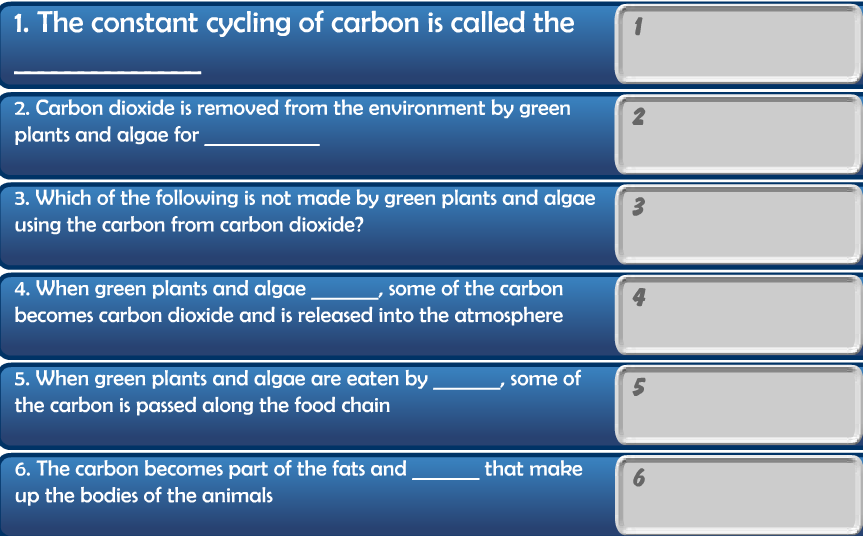 1. The constant cycling of carbon is called the
_______________
1
2. Carbon dioxide is removed from the environment by green
plants and algae for ___________
2
3. Which of the following is not made by green plants and algae
using the carbon from carbon dioxide?
3
4. When green plants and algae ______, some of the carbon
becomes carbon dioxide and is released into the atmosphere
4
5. When green plants and algae are eaten by ______, some of
the carbon is passed along the food chain
5
6. The carbon becomes part of the fats and ______ that make
up the bodies of the animals
6